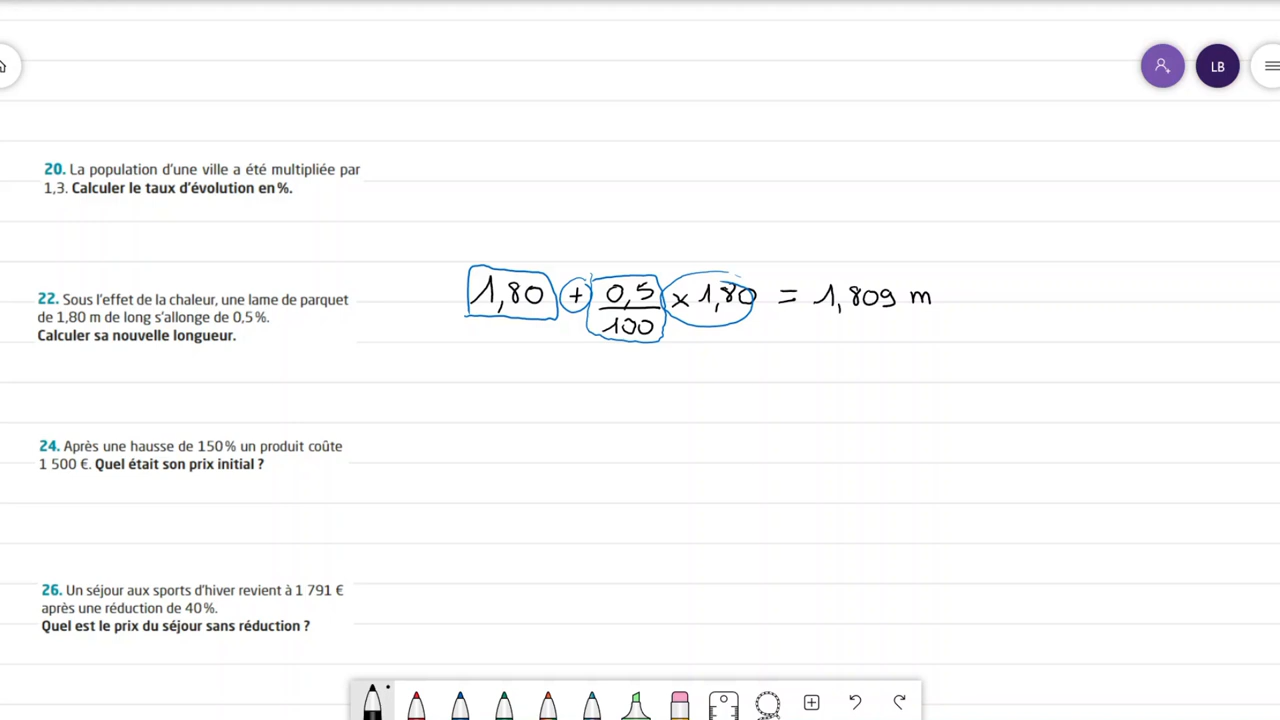 LB
20. La population d'une ville a été multipliée par
1,3. Calculer le taux d'évolution en %.
22. Sous l'effet de la chaleur, une lame de parquet
de 1,80 m de long s'allonge de 0,5 %.
Calculer sa nouvelle longueur.
1,80 + 0,5/100 × 1,80 = 1,809 m
24. Après une hausse de 150 % un produit coûte
1 500 €. Quel était son prix initial ?
26. Un séjour aux sports d'hiver revient à 1 791 €
après une réduction de 40 %.
Quel est le prix du séjour sans réduction ?